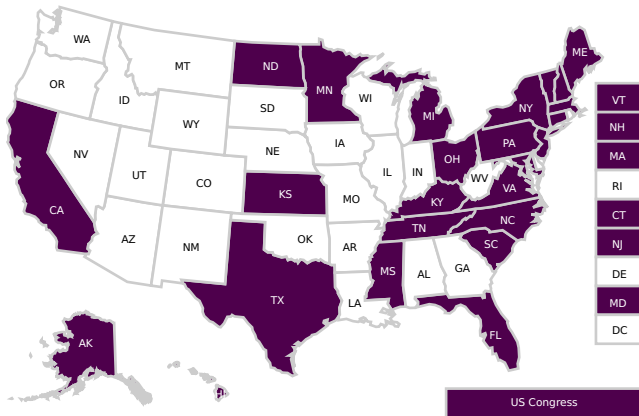 WA
ME
MT
ND
OR
MN
ID
WI
VT
SD
NY
MI
WY
NH
IA
PA
NE
MA
NV
OH
IL
IN
UT
WV
RI
CO
VA
KS
MO
KY
CA
CT
NC
TN
AZ
OK
NM
AR
SC
NJ
GA
MS
AL
DE
TX
LA
MD
DC
FL
AK
HI
US Congress